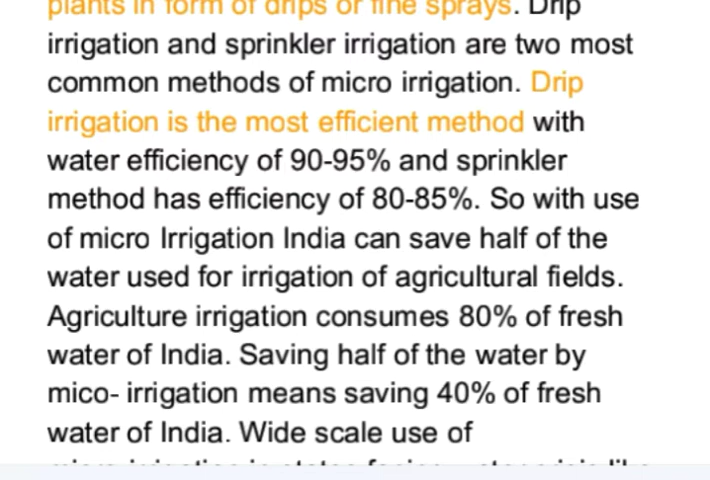 plants in form of drips or fine sprays. Drip
irrigation and sprinkler irrigation are two most
common methods of micro irrigation. Drip
irrigation is the most efficient method with
water efficiency of 90-95% and sprinkler
method has efficiency of 80-85%. So with use
of micro Irrigation India can save half of the
water used for irrigation of agricultural fields.
Agriculture irrigation consumes 80% of fresh
water of India. Saving half of the water by
mico- irrigation means saving 40% of fresh
water of India. Wide scale use of